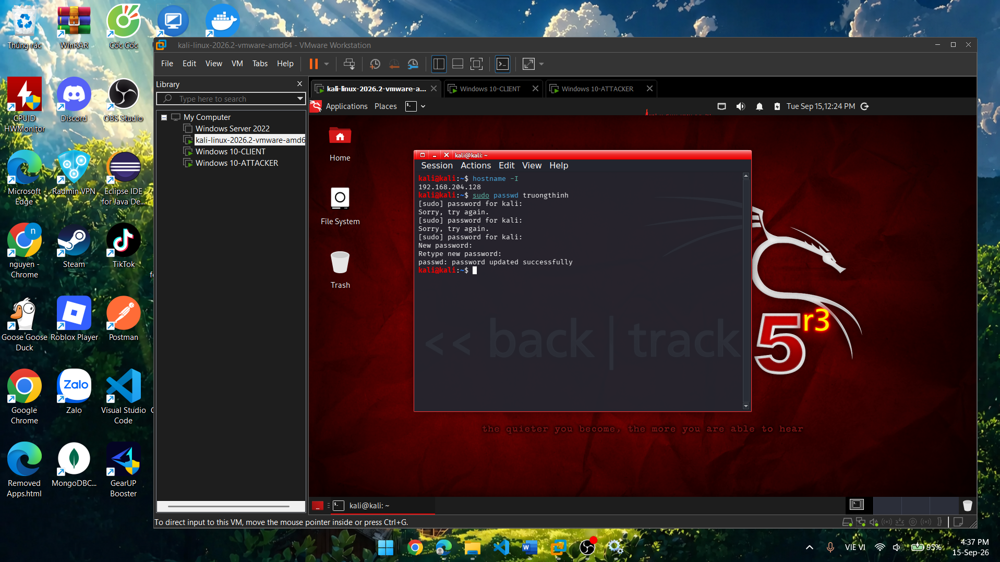 Thùng rác
WinRAR
Cốc Cốc
CPUID
HWMonitor
Discord
OBS Studio
Microsoft
Edge
Radmin VPN
Eclipse IDE
for Java De...
n
nguyen -
Chrome
Steam
TikTok
Goose Goose
Duck
Roblox Player
Postman
Google
Chrome
Zalo
Zalo
Visual Studio
Code
Removed
Apps.html
MongoDBC...
GearUP
Booster
kali-linux-2026.2-vmware-amd64 - VMware Workstation
File Edit View VM Tabs Help
Library
Type here to search
My Computer
Windows Server 2022
kali-linux-2026.2-vmware-amd6
Windows 10-CLIENT
Windows 10-ATTACKER
kali-linux-2026.2-vmware-a...
Windows 10-CLIENT
Windows 10-ATTACKER
Applications Places
Tue Sep 15,12:24 PM
Home
File System
Trash
kali@kali: ~
Session Actions Edit View Help
kali@kali:~$ hostname -I
192.168.204.128
kali@kali:~$ sudo passwd truongthinh
[sudo] password for kali:
Sorry, try again.
[sudo] password for kali:
Sorry, try again.
[sudo] password for kali:
New password:
Retype new password:
passwd: password updated successfully
kali@kali:~$
<< back | track
5 r3
the quieter you become, the more you are able to hear
kali@kali: ~
To direct input to this VM, move the mouse pointer inside or press Ctrl+G.
VIE VI
95%
4:37 PM
15-Sep-26